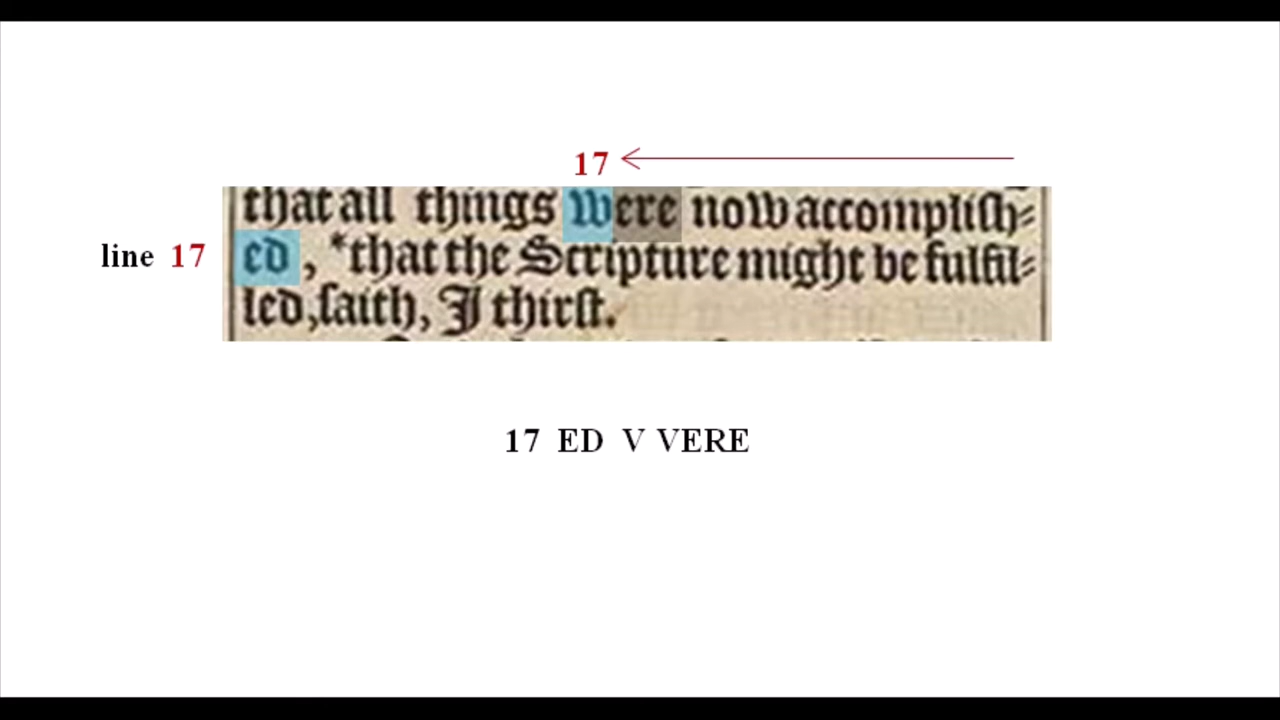 17
that all things were now accomplish⸗
line 17
ed, *that the Scripture might be fulfil⸗
led, saith, I thirst.
17 ED V VERE